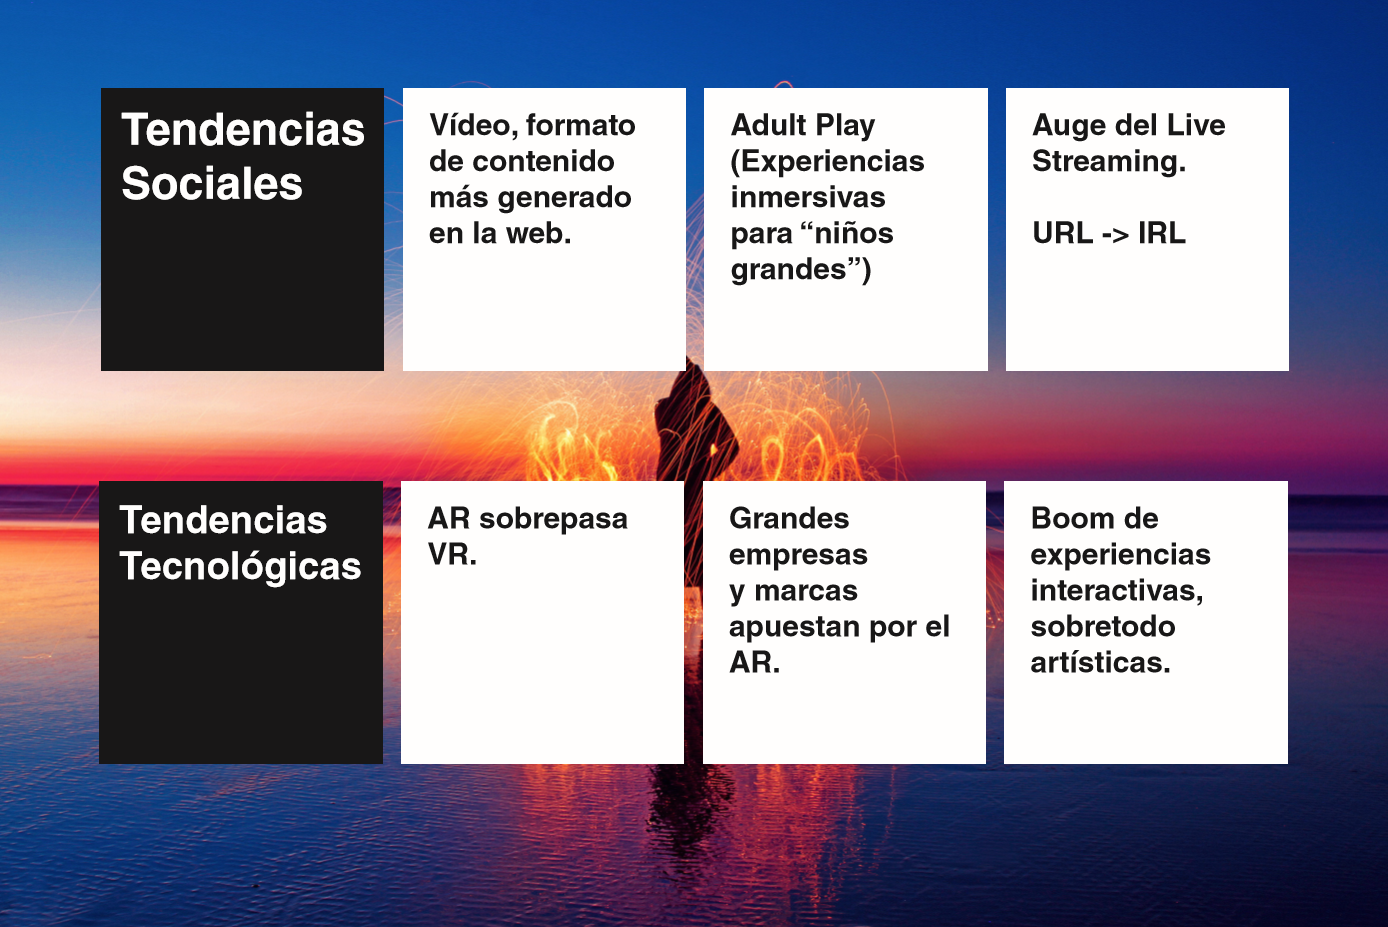 Tendencias
Sociales
Vídeo, formato
de contenido
más generado
en la web.
Adult Play
(Experiencias
inmersivas
para “niños
grandes”)
Auge del Live
Streaming.
URL -> IRL
Tendencias
Tecnológicas
AR sobrepasa
VR.
Grandes
empresas
y marcas
apuestan por el
AR.
Boom de
experiencias
interactivas,
sobretodo
artísticas.